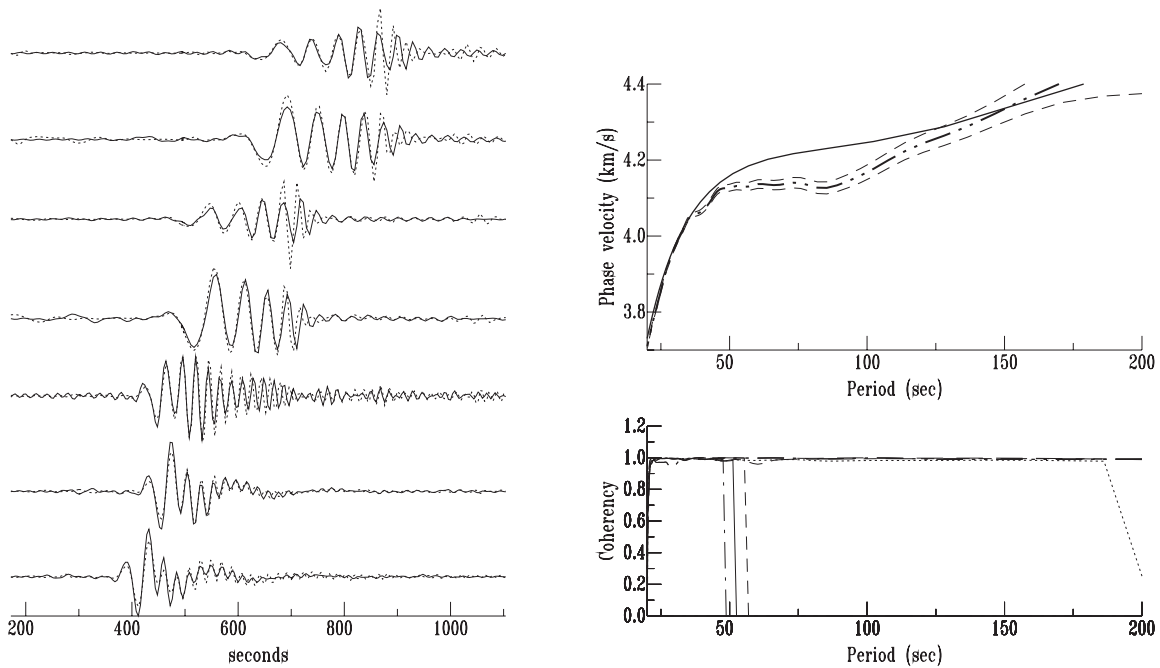 200 400 600 800 1000
seconds
4.4
4.2
4.0
3.8
Phase velocity (km/s)
50 100 150 200
Period (sec)
1.2
1.0
0.8
0.6
0.4
0.2
0.0
Coherency
50 100 150 200
Period (sec)